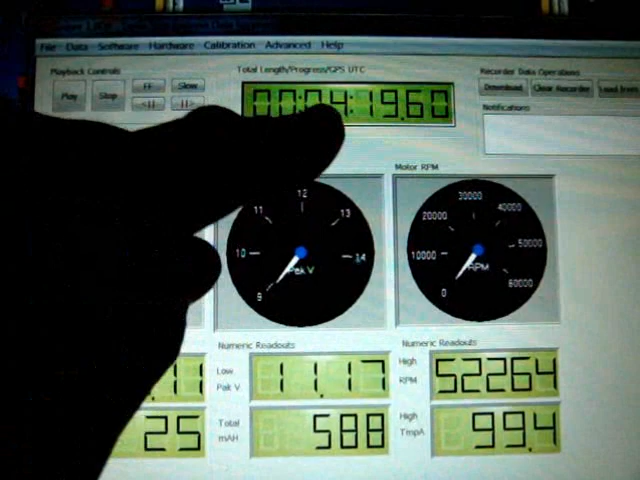 File Data Software Hardware Calibration Advanced Help
Playback Controls
Total Length/Progress/GPS UTC
Recorder Data Operations
Play Stop FF Slow
<|| ||>
00:04:19.60
Download Clear Recorder Load from
Notifications
Motor RPM
9 10 11 12 13 14
Pak V
0 10000 20000 30000 40000 50000 60000
RPM
Numeric Readouts
Numeric Readouts
.11
Low Pak V
11.17
High RPM
52264
25
Total mAH
588
High TmpA
99.4